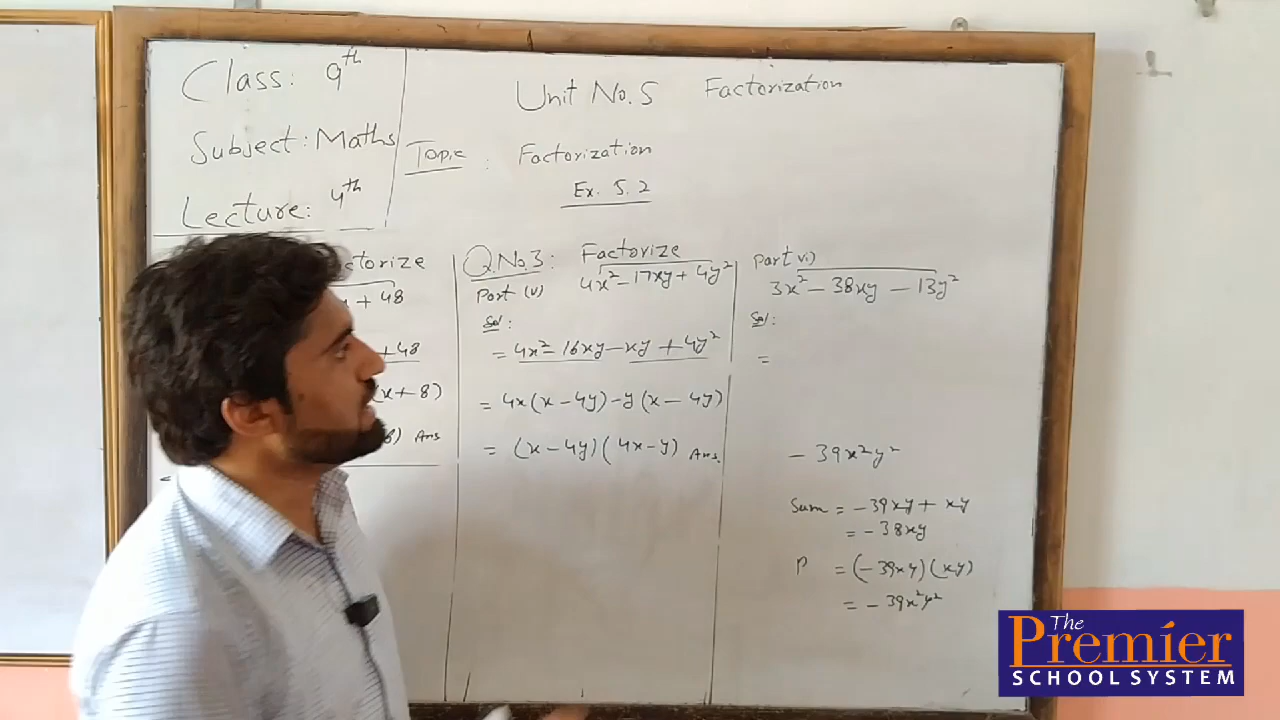 Class: 9th
Subject: Maths
Lecture: 4th
Unit No. 5 Factorization
Topic : Factorization
Ex. 5.2
ctorize
+ 48
+48
(x+8)
Ans
Q.No.3: Factorize
Part (v) 4x² - 17xy + 4y²
Sol:
= 4x² - 16xy - xy + 4y²
= 4x(x - 4y) - y(x - 4y)
= (x - 4y)(4x - y) Ans.
Part vi)
3x² - 38xy - 13y²
Sol:
=
- 39x²y²
Sum = -39xy + xy
= - 38xy
P = (-39xy)(xy)
= - 39x²y²
The
Premier
SCHOOL SYSTEM